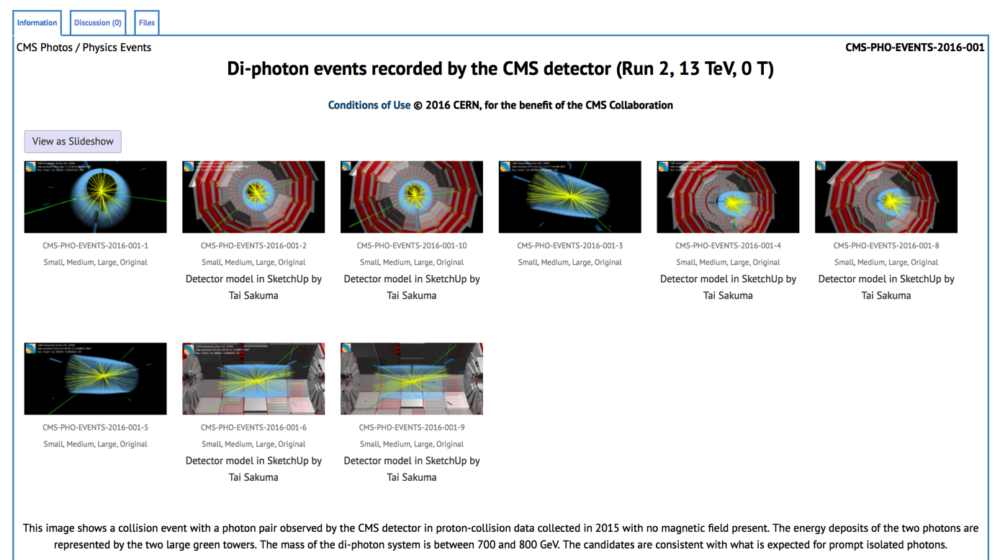 Information
Discussion (0)
Files
CMS Photos / Physics Events
CMS-PHO-EVENTS-2016-001
Di-photon events recorded by the CMS detector (Run 2, 13 TeV, 0 T)
Conditions of Use © 2016 CERN, for the benefit of the CMS Collaboration
View as Slideshow
CMS-PHO-EVENTS-2016-001-1
Small, Medium, Large, Original
CMS-PHO-EVENTS-2016-001-2
Small, Medium, Large, Original
Detector model in SketchUp by
Tai Sakuma
CMS-PHO-EVENTS-2016-001-10
Small, Medium, Large, Original
Detector model in SketchUp by
Tai Sakuma
CMS-PHO-EVENTS-2016-001-3
Small, Medium, Large, Original
CMS-PHO-EVENTS-2016-001-4
Small, Medium, Large, Original
Detector model in SketchUp by
Tai Sakuma
CMS-PHO-EVENTS-2016-001-8
Small, Medium, Large, Original
Detector model in SketchUp by
Tai Sakuma
CMS-PHO-EVENTS-2016-001-5
Small, Medium, Large, Original
CMS-PHO-EVENTS-2016-001-6
Small, Medium, Large, Original
Detector model in SketchUp by
Tai Sakuma
CMS-PHO-EVENTS-2016-001-9
Small, Medium, Large, Original
Detector model in SketchUp by
Tai Sakuma
This image shows a collision event with a photon pair observed by the CMS detector in proton-collision data collected in 2015 with no magnetic field present. The energy deposits of the two photons are
represented by the two large green towers. The mass of the di-photon system is between 700 and 800 GeV. The candidates are consistent with what is expected for prompt isolated photons.